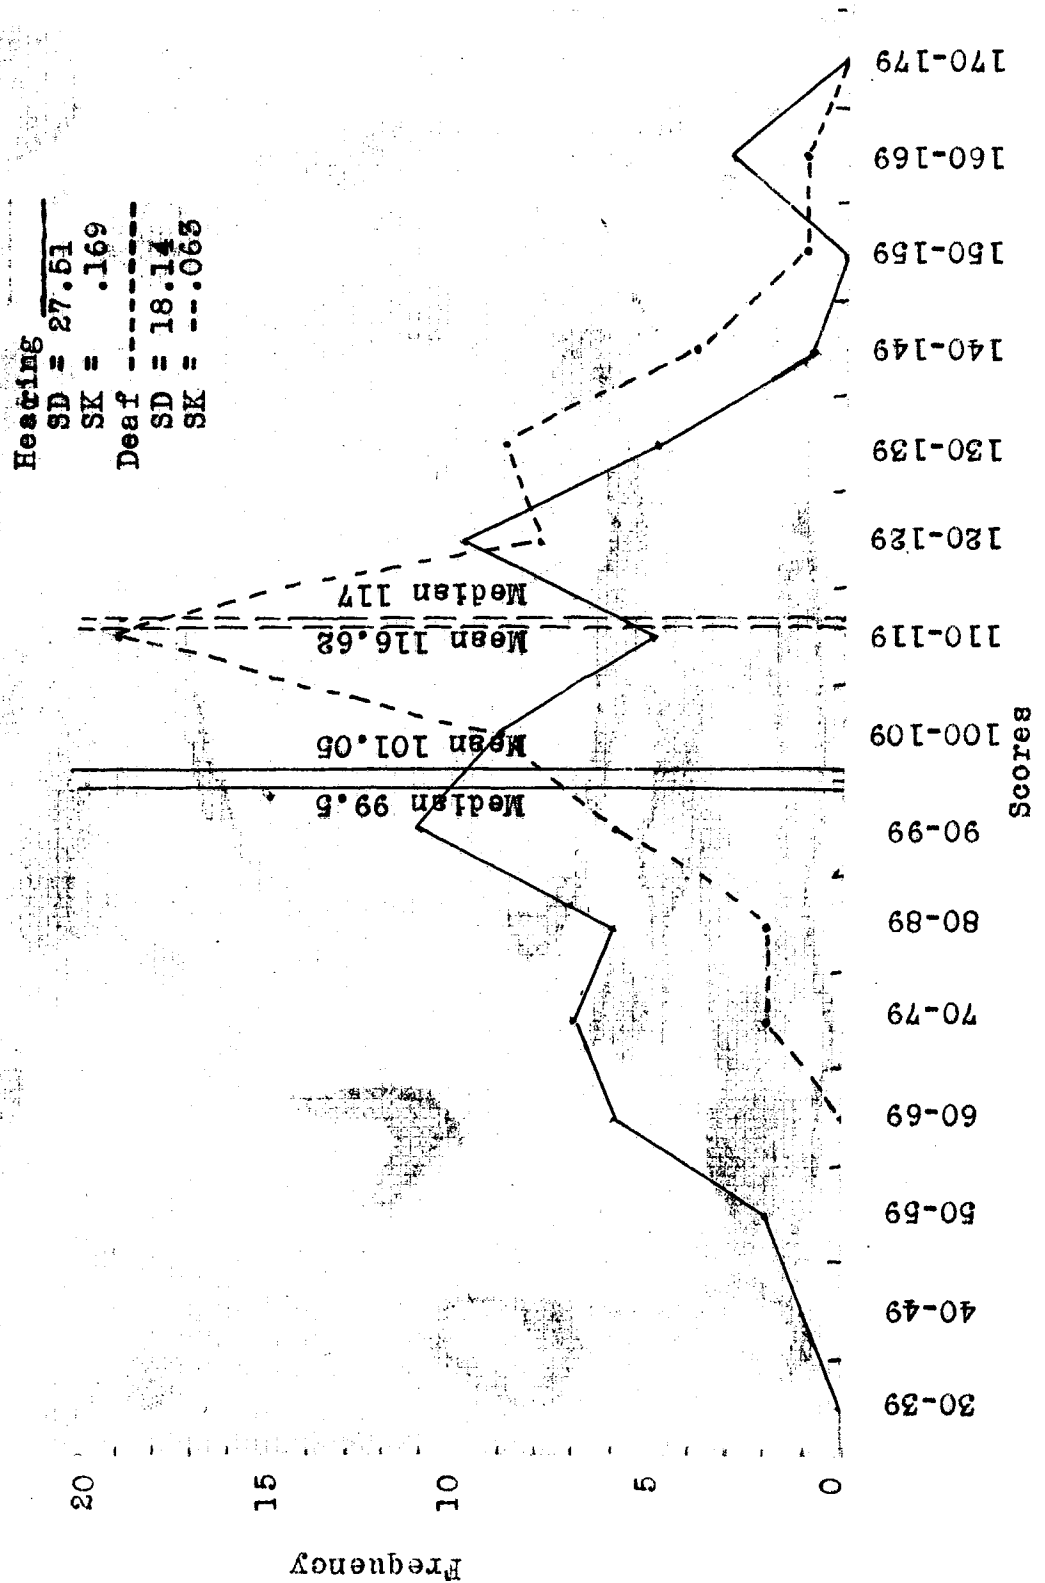 Hearing
SD = 27.51
SK = .169
Deaf --------
SD = 18.14
SK = --.063
Median 117
Mean 116.62
Mean 101.05
Median 99.5
Frequency
20
15
10
5
0
30-39
40-49
50-59
60-69
70-79
80-89
90-99
100-109
110-119
120-129
130-139
140-149
150-159
160-169
170-179
Scores